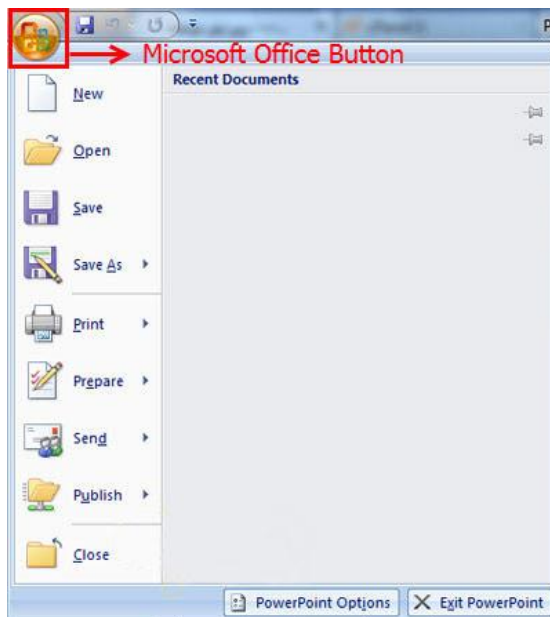 P
Microsoft Office Button
Recent Documents
New
Open
Save
Save As
Print
Prepare
Send
Publish
Close
PowerPoint Options
Exit PowerPoint